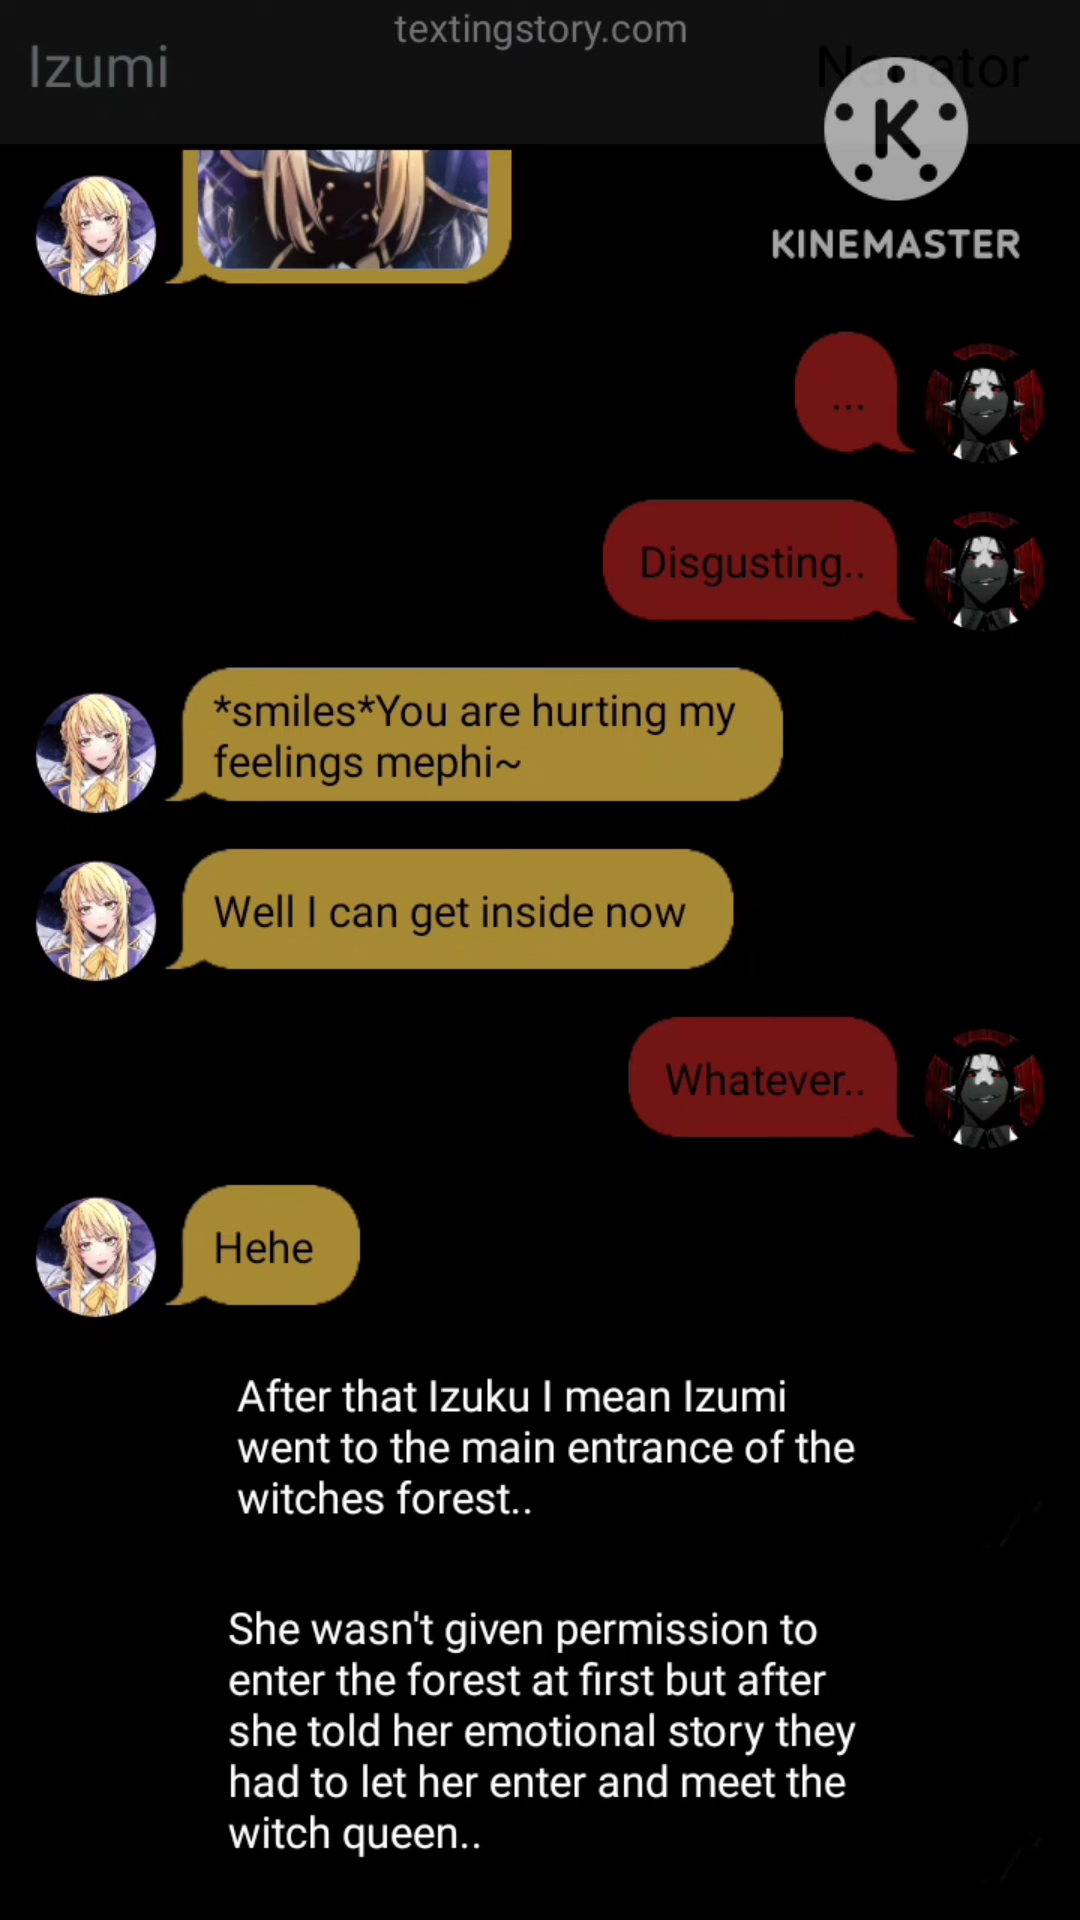 textingstory.com
Izumi
Narrator
K
KINEMASTER
...
Disgusting..
*smiles*You are hurting my
feelings mephi~
Well I can get inside now
Whatever..
Hehe
After that Izuku I mean Izumi
went to the main entrance of the
witches forest..
She wasn't given permission to
enter the forest at first but after
she told her emotional story they
had to let her enter and meet the
witch queen..